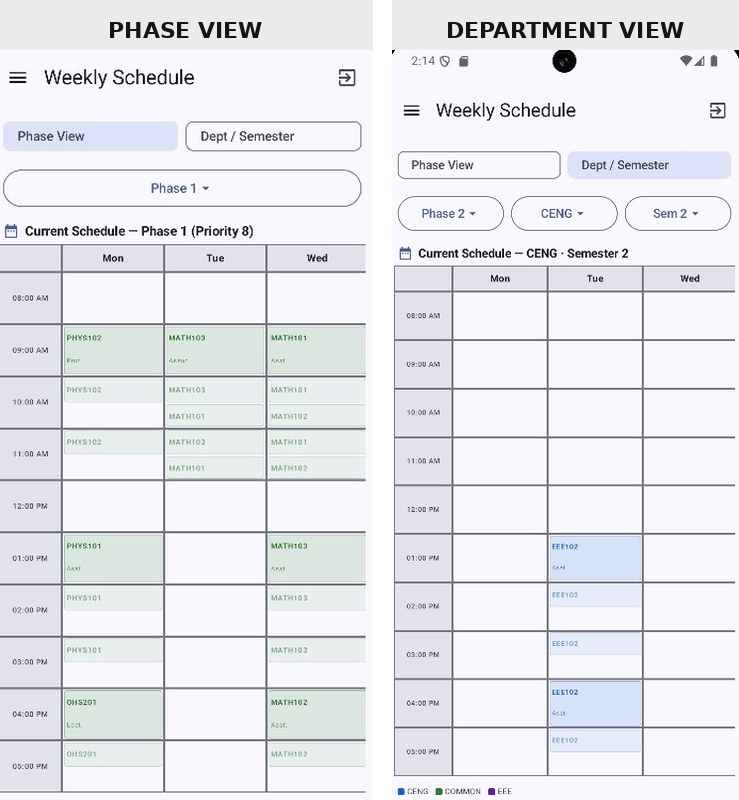 PHASE VIEW
Weekly Schedule
Phase View
Dept / Semester
Phase 1
Current Schedule — Phase 1 (Priority 8)
Mon Tue Wed
08:00 AM
09:00 AM PHYS102 MATH103 MATH101
Asst.
10:00 AM PHYS102 MATH103 MATH101
MATH101 MATH102
11:00 AM PHYS102 MATH103 MATH101
MATH101 MATH102
12:00 PM
01:00 PM PHYS101 MATH103
Asst. Asst.
02:00 PM PHYS101 MATH103
03:00 PM PHYS101 MATH103
04:00 PM OHS201 MATH102
Lect. Asst.
05:00 PM OHS201 MATH102
DEPARTMENT VIEW
2:14
Weekly Schedule
Phase View
Dept / Semester
Phase 2
CENG
Sem 2
Current Schedule — CENG · Semester 2
Mon Tue Wed
08:00 AM
09:00 AM
10:00 AM
11:00 AM
12:00 PM
01:00 PM EEE102
Asst.
02:00 PM EEE102
03:00 PM EEE102
04:00 PM EEE102
Asst.
05:00 PM EEE102
CENG COMMON EEE